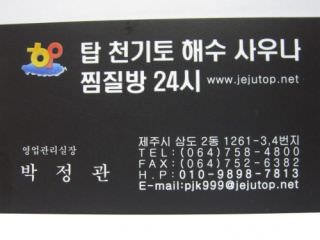 탑 천기토 해수 사우나
찜질방 24시 www.jejutop.net
제주시 삼도 2동 1261-3,4번지
TEL:(064)758-4800
FAX:(064)752-6382
H.P:010-9898-7813
E-mail:pjk999@jejutop.net
영업관리실장
박 정 관